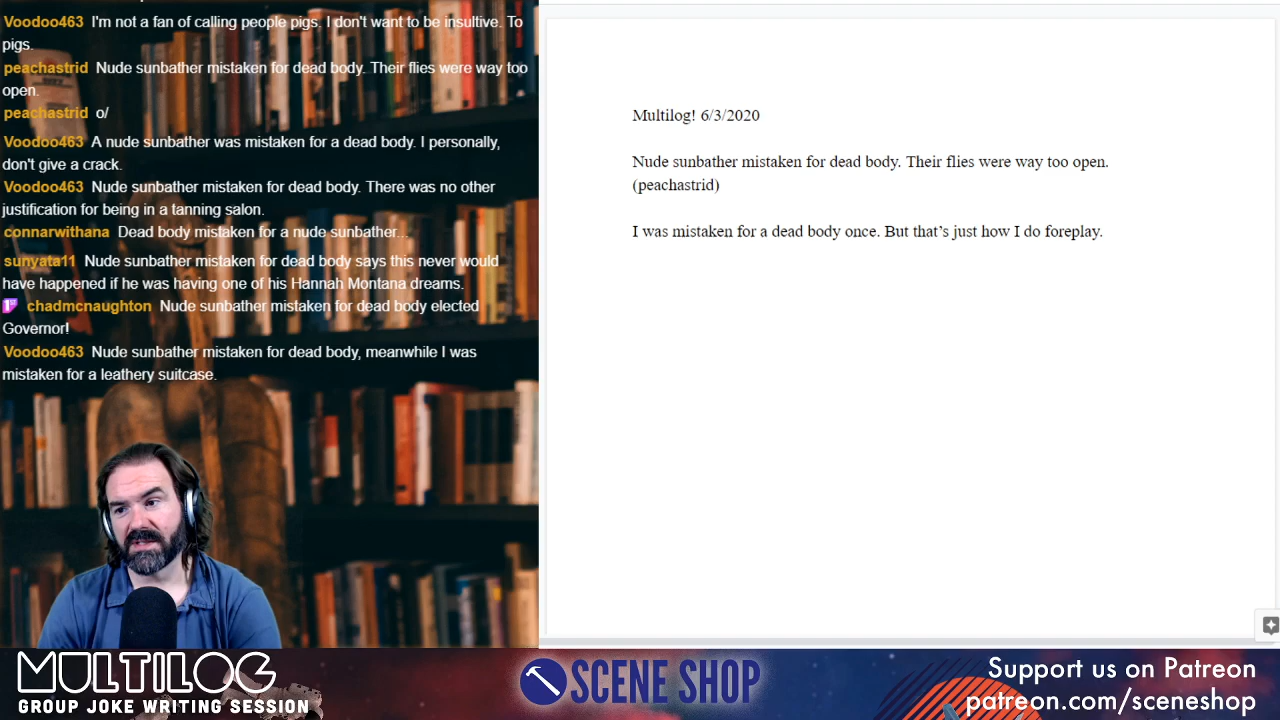 Voodoo463 I'm not a fan of calling people pigs. I don't want to be insultive. To
pigs.
peachastrid Nude sunbather mistaken for dead body. Their flies were way too
open.
peachastrid o/
Voodoo463 A nude sunbather was mistaken for a dead body. I personally,
don't give a crack.
Voodoo463 Nude sunbather mistaken for dead body. There was no other
justification for being in a tanning salon.
connarwithana Dead body mistaken for a nude sunbather...
sunyata11 Nude sunbather mistaken for dead body says this never would
have happened if he was having one of his Hannah Montana dreams.
chadmcnaughton Nude sunbather mistaken for dead body elected
Governor!
Voodoo463 Nude sunbather mistaken for dead body, meanwhile I was
mistaken for a leathery suitcase.
Multilog! 6/3/2020
Nude sunbather mistaken for dead body. Their flies were way too open.
(peachastrid)
I was mistaken for a dead body once. But that’s just how I do foreplay.
MULTILOG
GROUP JOKE WRITING SESSION
SCENE SHOP
Support us on Patreon
patreon.com/sceneshop